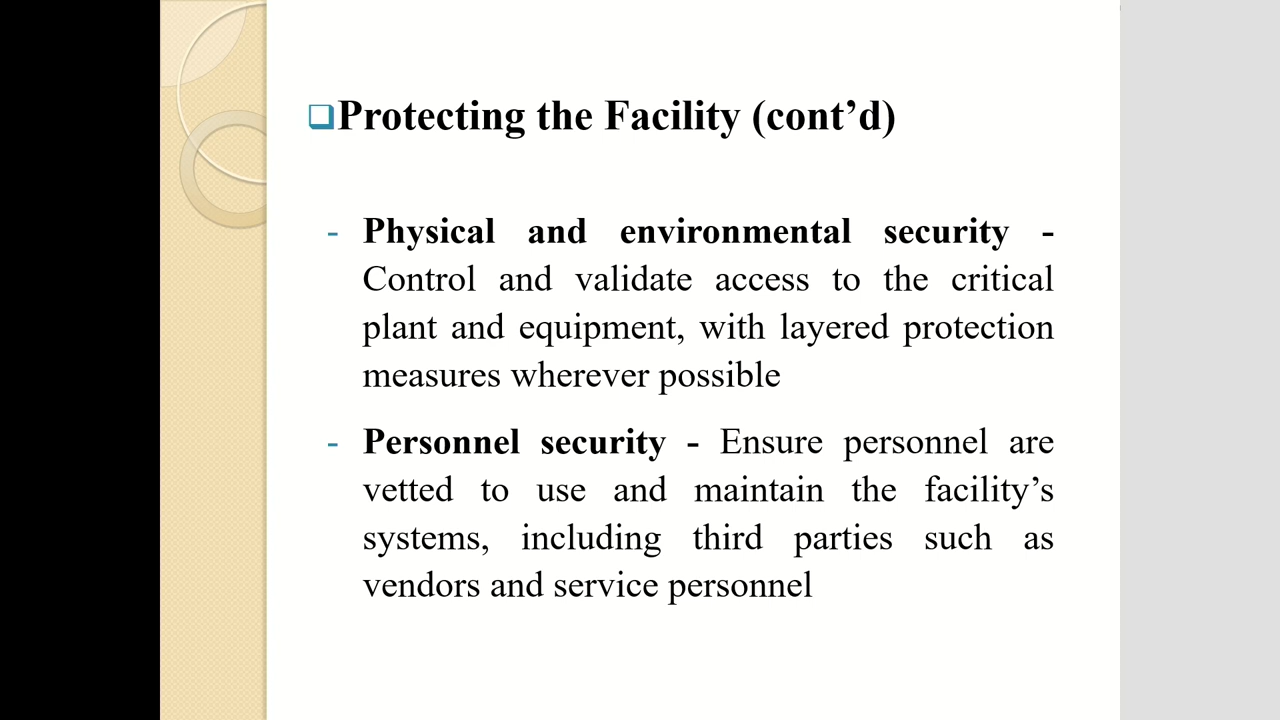 Protecting the Facility (cont’d)
- Physical and environmental security -
Control and validate access to the critical
plant and equipment, with layered protection
measures wherever possible
- Personnel security - Ensure personnel are
vetted to use and maintain the facility’s
systems, including third parties such as
vendors and service personnel